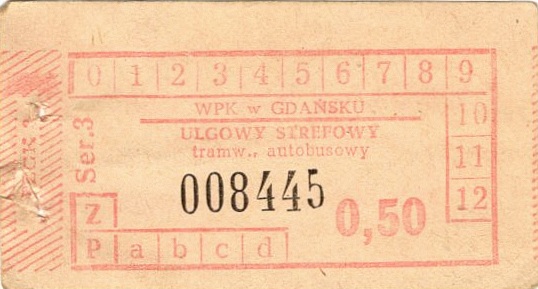 0 1 2 3 4 5 6 7 8 9
WPK w GDAŃSKU
10
ULGOWY STREFOWY
tramw., autobusowy
11
Ser. 3
008445
12
Z
0,50
P a b c d